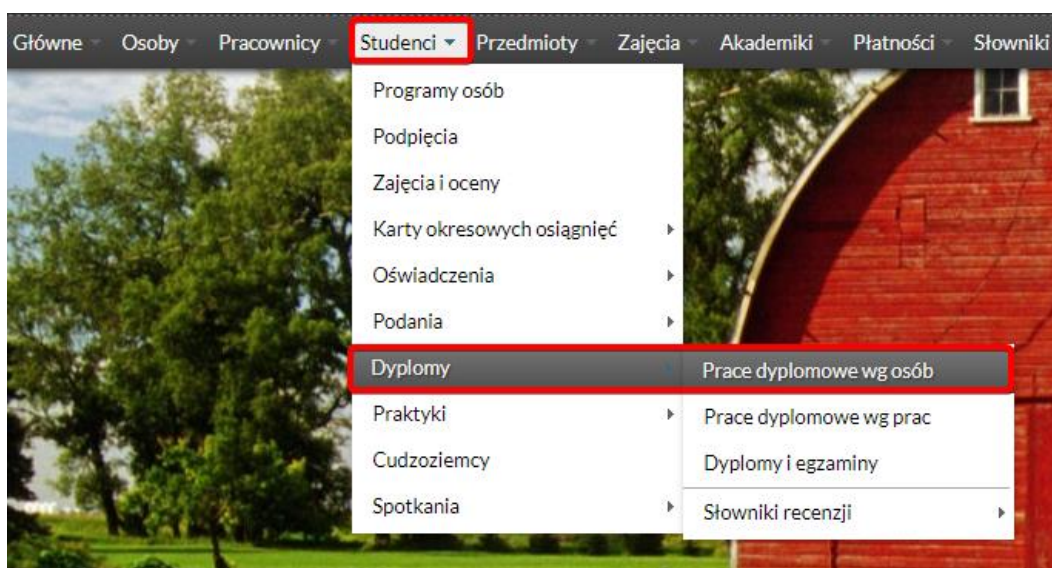 Główne Osoby Pracownicy Studenci Przedmioty Zajęcia Akademiki Płatności Słowniki
Programy osób
Podpięcia
Zajęcia i oceny
Karty okresowych osiągnięć
Oświadczenia
Podania
Dyplomy
Praktyki
Cudzoziemcy
Spotkania
Prace dyplomowe wg osób
Prace dyplomowe wg prac
Dyplomy i egzaminy
Słowniki recenzji